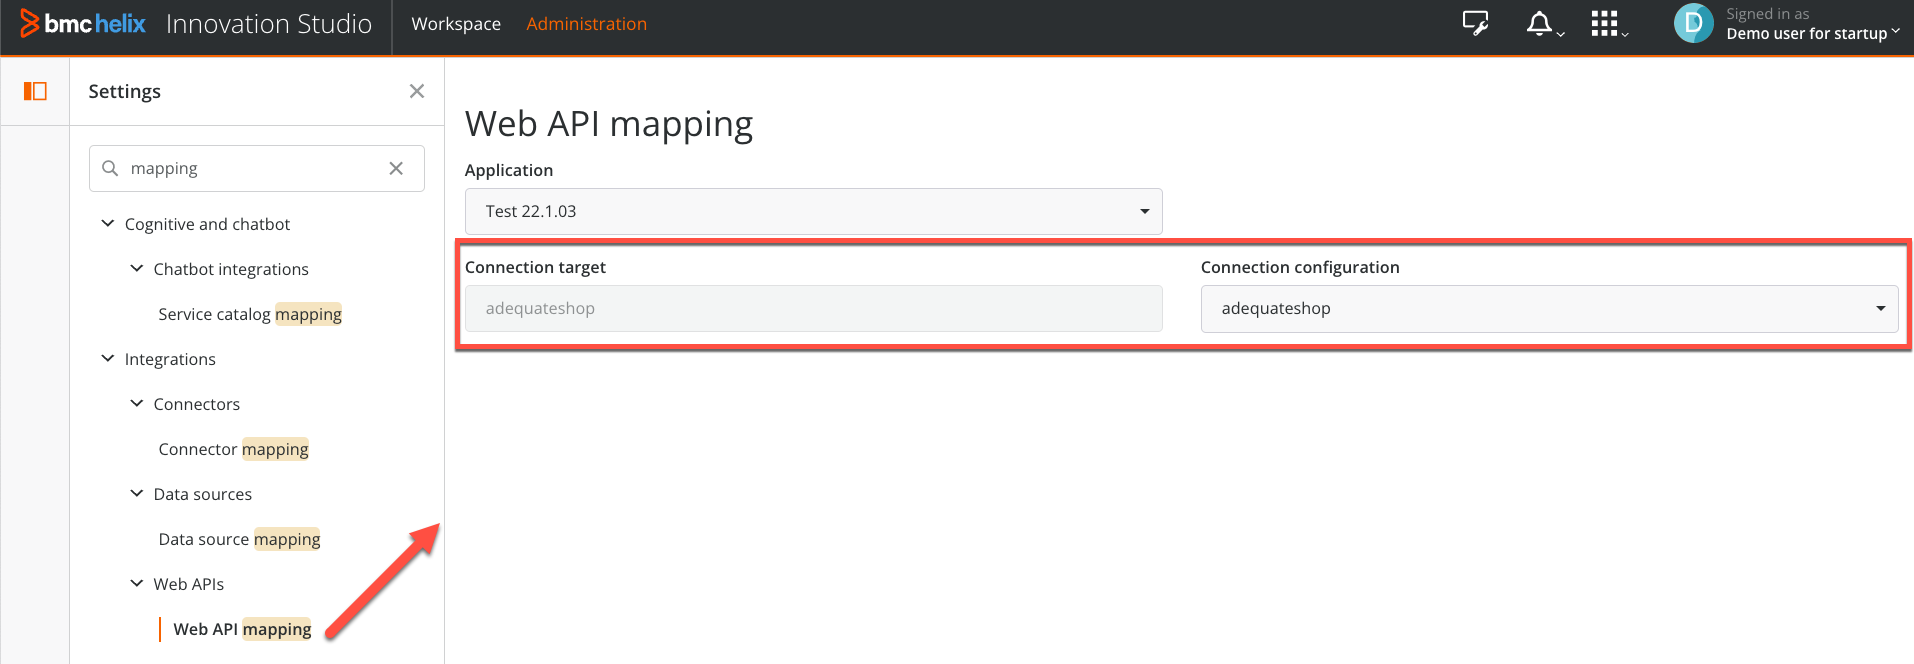 bmchelix Innovation Studio Workspace Administration D Signed in as
Demo user for startup
Settings
mapping
Cognitive and chatbot
Chatbot integrations
Service catalog mapping
Integrations
Connectors
Connector mapping
Data sources
Data source mapping
Web APIs
Web API mapping
Web API mapping
Application
Test 22.1.03
Connection target
adequateshop
Connection configuration
adequateshop